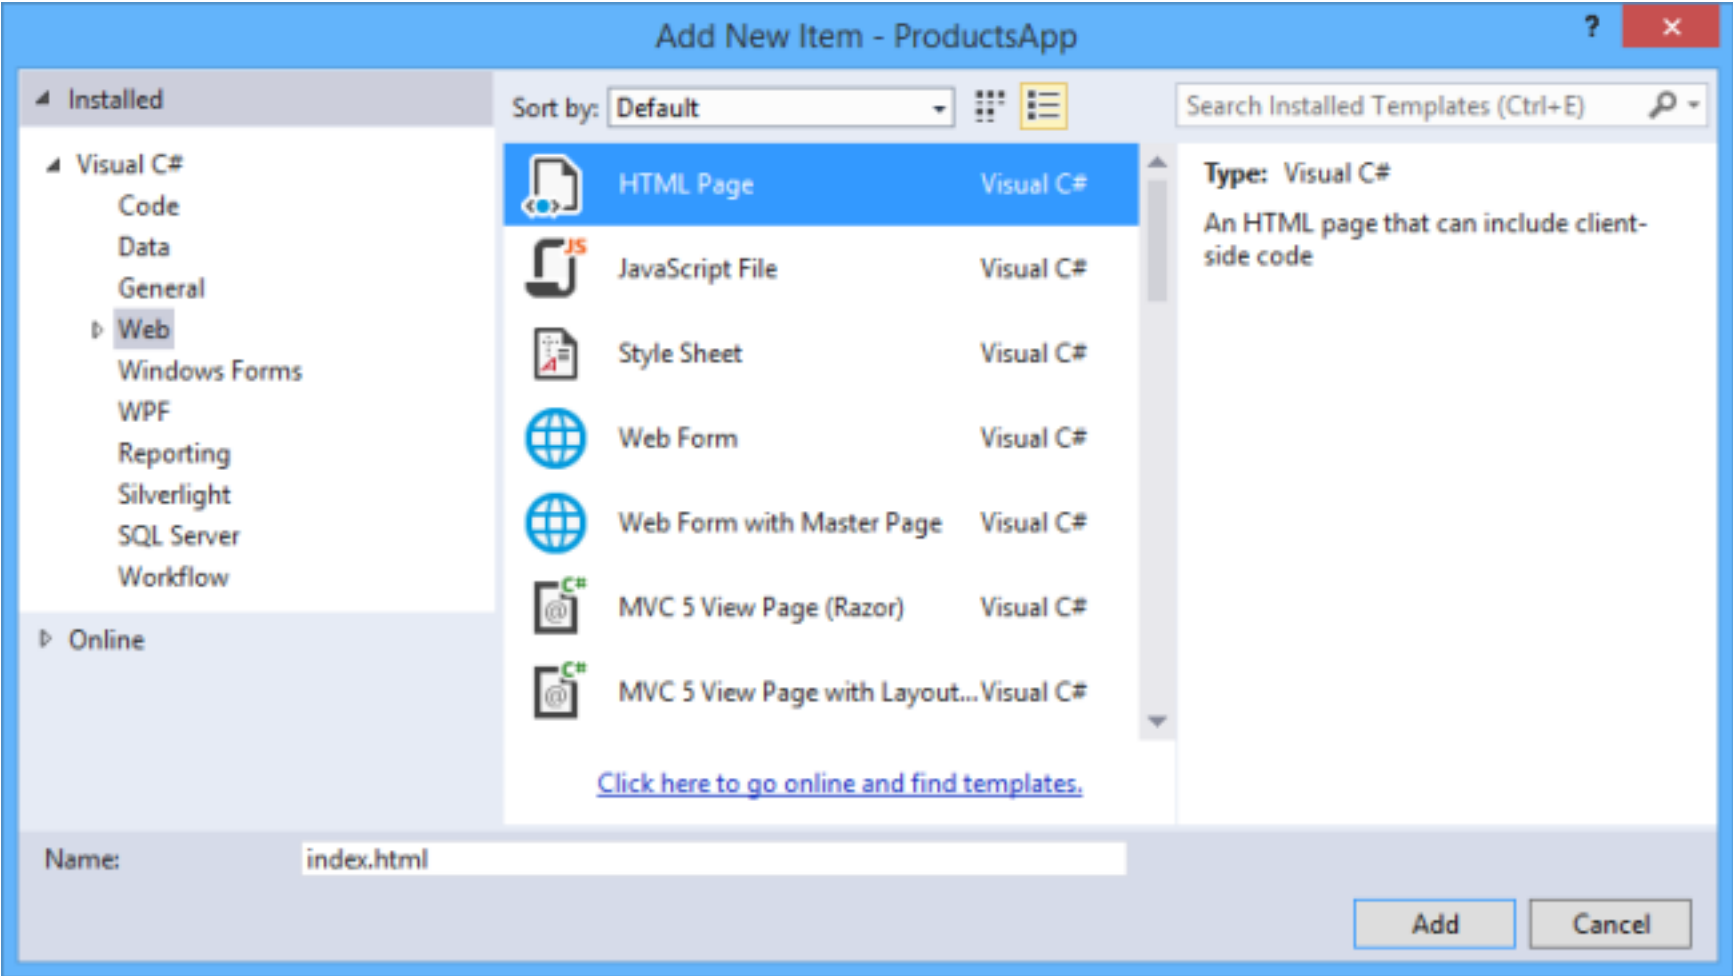 Add New Item - ProductsApp
?
Installed
Visual C#
Code
Data
General
Web
Windows Forms
WPF
Reporting
Silverlight
SQL Server
Workflow
Online
Sort by: Default
Search Installed Templates (Ctrl+E)
HTML Page Visual C#
JavaScript File Visual C#
JS
Style Sheet Visual C#
A
Web Form Visual C#
Web Form with Master Page Visual C#
MVC 5 View Page (Razor) Visual C#
C#
@
MVC 5 View Page with Layout... Visual C#
C#
@
Click here to go online and find templates.
Type: Visual C#
An HTML page that can include client-
side code
Name: index.html
Add Cancel